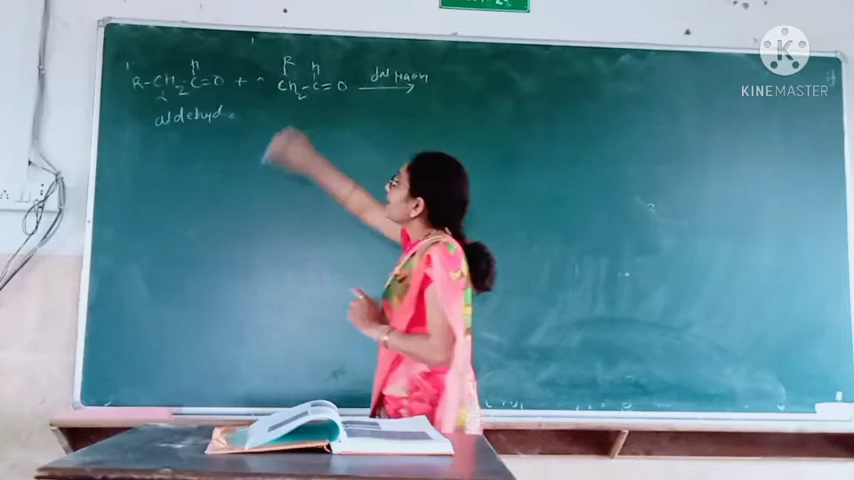 H R H
R-CH2-C=O + CH2-C=O dil NaOH
aldehyde
KINEMASTER